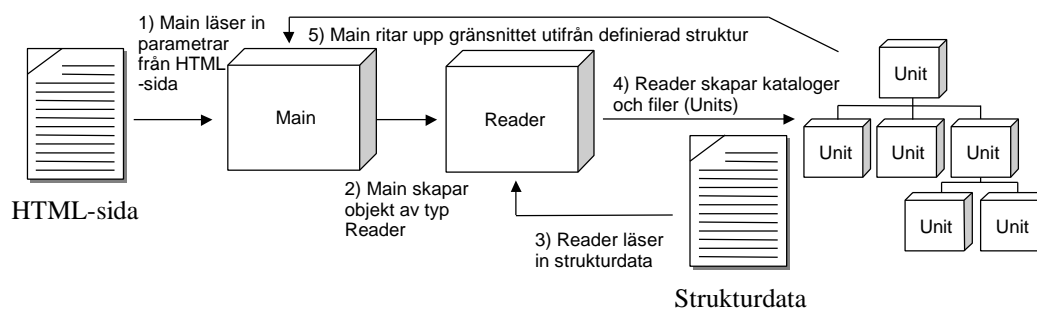 1) Main läser in
parametrar
från HTML
-sida
5) Main ritar upp gränsnittet utifrån definierad struktur
Unit
4) Reader skapar kataloger
och filer (Units)
Main
Reader
Unit
Unit
Unit
2) Main skapar
objekt av typ
Reader
HTML-sida
Unit
Unit
3) Reader läser
in strukturdata
Strukturdata